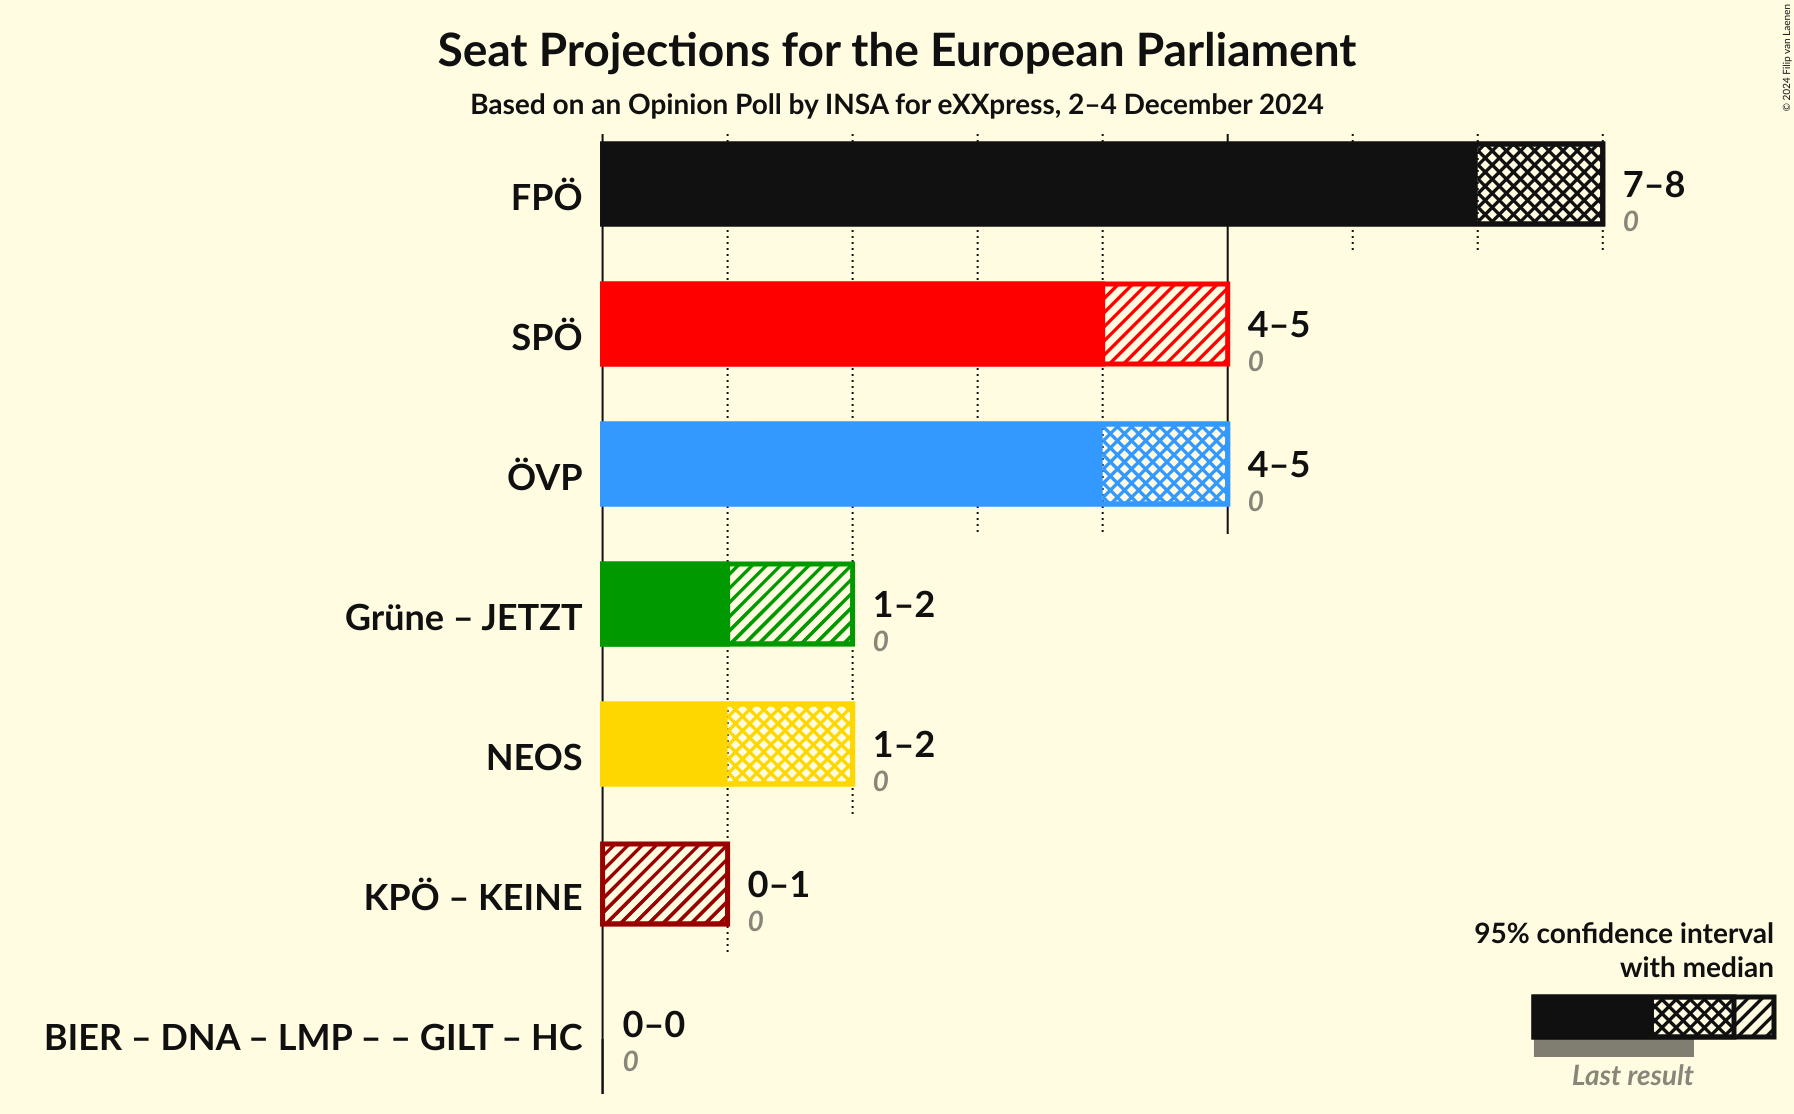 Seat Projections for the European Parliament
Based on an Opinion Poll by INSA for eXXpress, 2–4 December 2024
© 2024 Filip van Laenen
FPÖ
7–8
0
SPÖ
4–5
0
ÖVP
4–5
0
Grüne – JETZT
1–2
0
NEOS
1–2
0
KPÖ – KEINE
0–1
0
BIER – DNA – LMP – – GILT – HC
0–0
0
95% confidence interval
with median
Last result